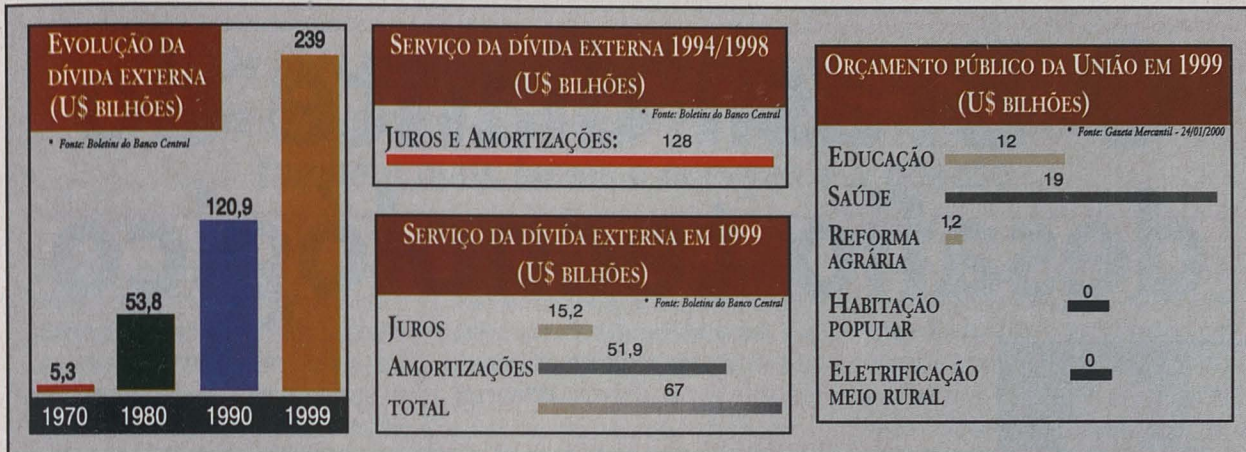 EVOLUÇÃO DA
DÍVIDA EXTERNA
(U$ BILHÕES)
* Fonte: Boletins do Banco Central
239
120,9
53,8
5,3
1970 1980 1990 1999
SERVIÇO DA DÍVIDA EXTERNA 1994/1998
(U$ BILHÕES)
* Fonte: Boletins do Banco Central
JUROS E AMORTIZAÇÕES: 128
SERVIÇO DA DÍVIDA EXTERNA EM 1999
(U$ BILHÕES)
* Fonte: Boletins do Banco Central
15,2
JUROS
51,9
AMORTIZAÇÕES
67
TOTAL
ORÇAMENTO PÚBLICO DA UNIÃO EM 1999
(U$ BILHÕES)
* Fonte: Gazeta Mercantil - 24/01/2000
12
EDUCAÇÃO
19
SAÚDE
1,2
REFORMA
AGRÁRIA
0
HABITAÇÃO
POPULAR
0
ELETRIFICAÇÃO
MEIO RURAL